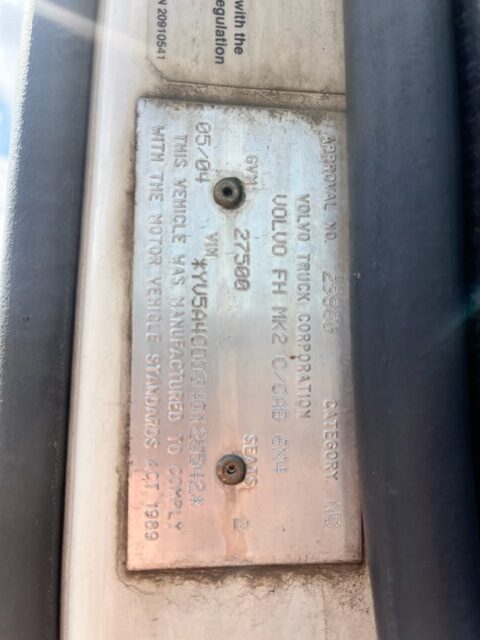 with the
egulation
N 20910541
APPROVAL NO. CATEGORY NC
VOLVO TRUCK CORPORATION
VOLVO FH MK2 C/CAB 6X4
GVM 27500 SEATS 2
05/04 VIN
THIS VEHICLE WAS MANUFACTURED TO COMPLY
WITH THE MOTOR VEHICLE STANDARDS ACT 1989